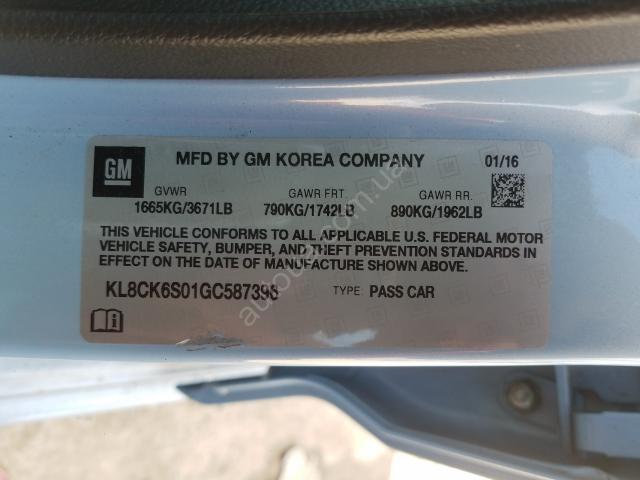 GM
MFD BY GM KOREA COMPANY 01/16
GVWR GAWR FRT. GAWR RR.
1665KG/3671LB 790KG/1742LB 890KG/1962LB
THIS VEHICLE CONFORMS TO ALL APPLICABLE U.S. FEDERAL MOTOR
VEHICLE SAFETY, BUMPER, AND THEFT PREVENTION STANDARDS IN
EFFECT ON THE DATE OF MANUFACTURE SHOWN ABOVE.
KL8CK6S01GC587396 TYPE: PASS CAR